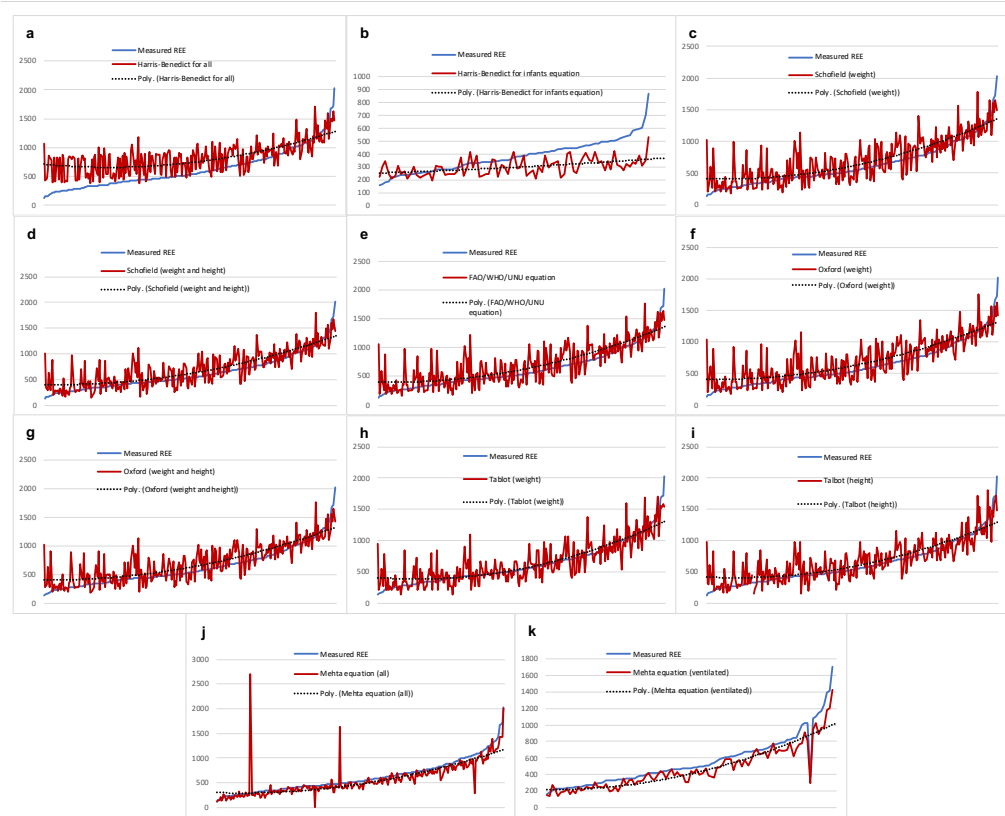 a
Measured REE
Harris-Benedict for all
Poly. (Harris-Benedict for all)
2500
2000
1500
1000
500
0
b
Measured REE
Harris-Benedict for infants equation
Poly. (Harris-Benedict for infants equation)
1000
900
800
700
600
500
400
300
200
100
0
c
Measured REE
Schofield (weight)
Poly. (Schofield (weight))
2500
2000
1500
1000
500
0
d
Measured REE
Schofield (weight and height)
Poly. (Schofield (weight and height))
2500
2000
1500
1000
500
0
e
Measured REE
FAO/WHO/UNU equation
Poly. (FAO/WHO/UNU
equation)
2500
2000
1500
1000
500
0
f
Measured REE
Oxford (weight)
Poly. (Oxford (weight))
2500
2000
1500
1000
500
0
g
Measured REE
Oxford (weight and height)
Poly. (Oxford (weight and height))
2500
2000
1500
1000
500
0
h
Measured REE
Tablot (weight)
Poly. (Tablot (weight))
2500
2000
1500
1000
500
0
i
Measured REE
Talbot (height)
Poly. (Talbot (height))
2500
2000
1500
1000
500
0
j
Measured REE
Mehta equation (all)
Poly. (Mehta equation (all))
3000
2500
2000
1500
1000
500
0
k
Measured REE
Mehta equation (ventilated)
Poly. (Mehta equation (ventilated))
1800
1600
1400
1200
1000
800
600
400
200
0